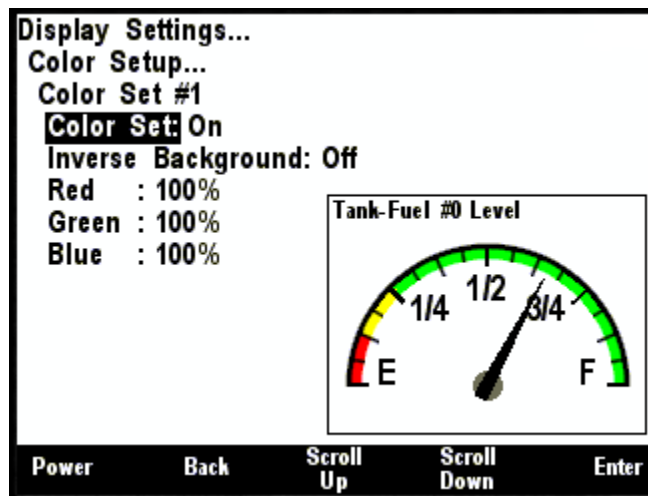 Display Settings...
Color Setup...
Color Set #1
Color Set: On
Inverse Background: Off
Red : 100%
Green : 100%
Blue : 100%
Tank-Fuel #0 Level
E 1/4 1/2 3/4 F
Power Back Scroll Up Scroll Down Enter